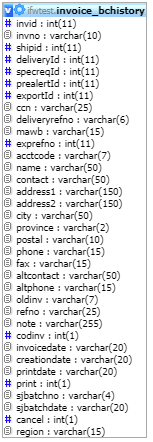 ifwtest.invoice_bchistory
invid : int(11)
invno : varchar(10)
shipid : int(11)
deliveryId : int(11)
specreqId : int(11)
prealertId : int(11)
exportId : int(11)
ccn : varchar(25)
deliveryrefno : varchar(6)
mawb : varchar(15)
exprefno : int(11)
acctcode : varchar(7)
name : varchar(50)
contact : varchar(50)
address1 : varchar(150)
address2 : varchar(150)
city : varchar(50)
province : varchar(2)
postal : varchar(10)
phone : varchar(15)
fax : varchar(15)
altcontact : varchar(50)
altphone : varchar(15)
oldinv : varchar(7)
refno : varchar(25)
note : varchar(255)
codinv : int(1)
invoicedate : varchar(20)
creationdate : varchar(20)
printdate : varchar(20)
print : int(1)
sjbatchno : varchar(4)
sjbatchdate : varchar(20)
cancel : int(1)
region : varchar(15)